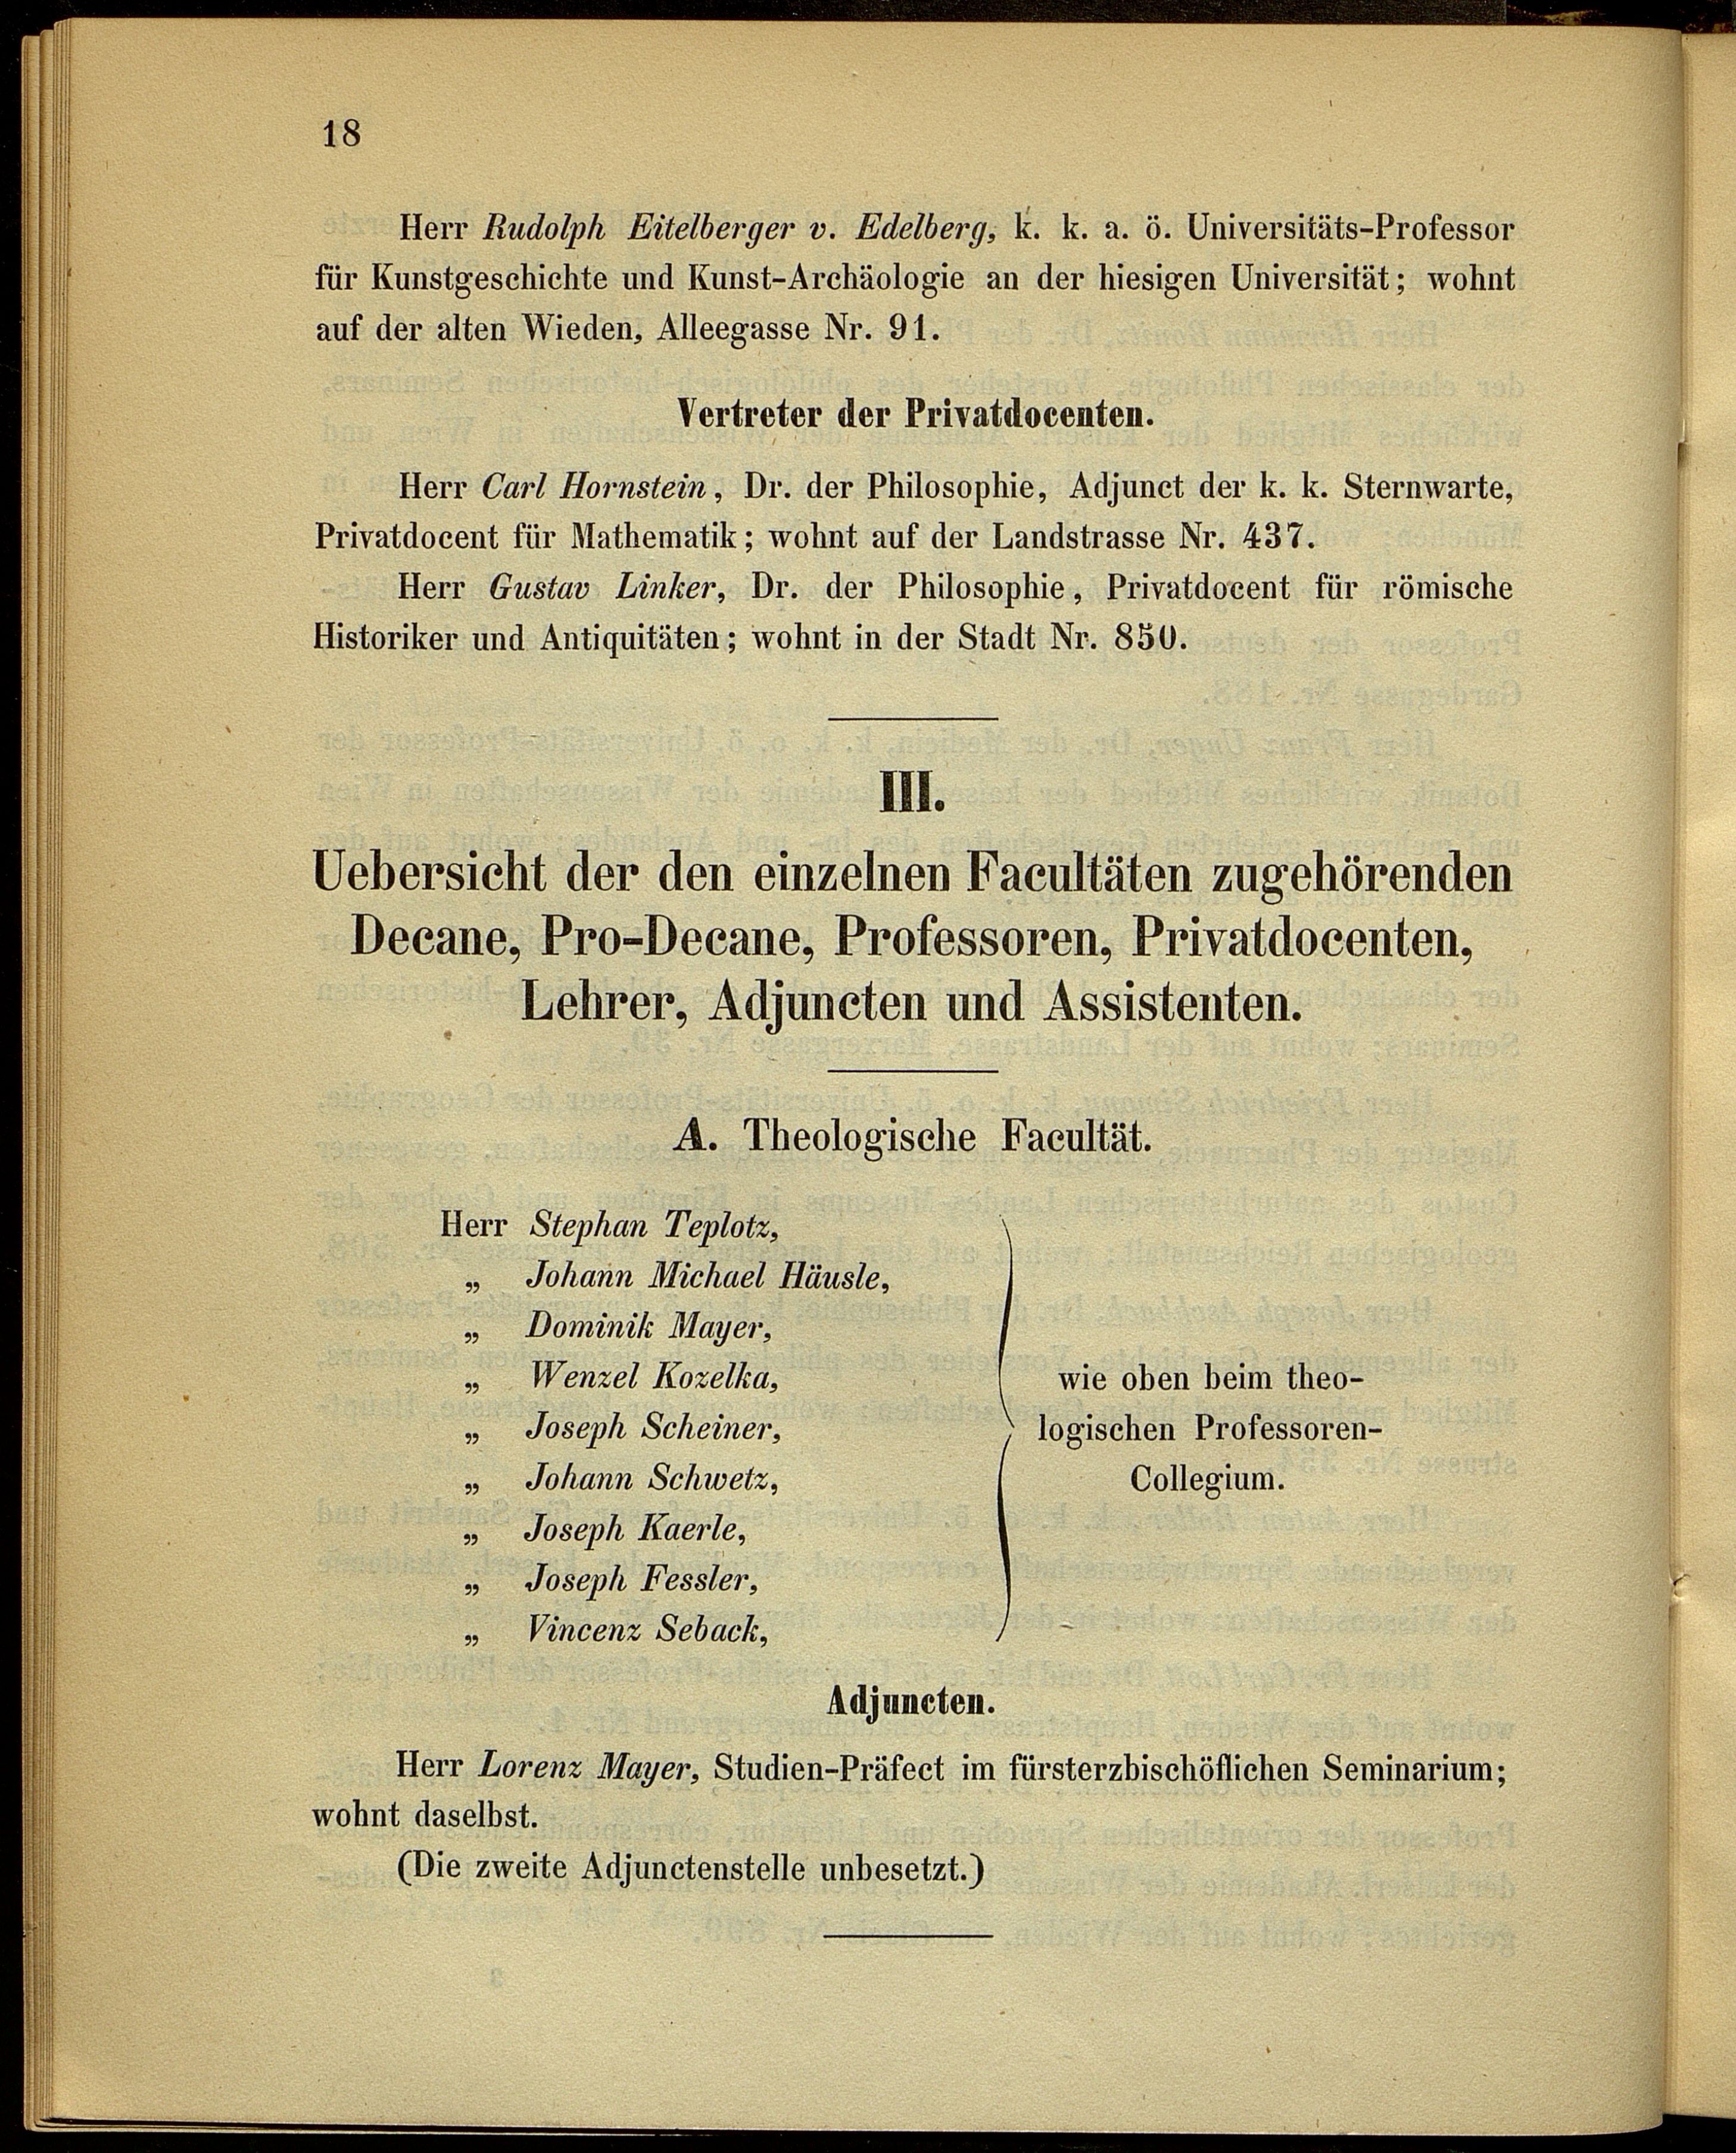 18
Herr Rudolph Eitelberger v. Edelberg, k. k. a. ö. Universitäts-Professor
für Kunstgeschichte und Kunst-Archäologie an der hiesigen Universität; wohnt
auf der alten Wieden, Alleegasse Nr. 91.
Vertreter der Privatdocenten.
Herr Carl Hornstein, Dr. der Philosophie, Adjunct der k. k. Sternwarte,
Privatdocent für Mathematik; wohnt auf der Landstrasse Nr. 437.
Herr Gustav Linker, Dr. der Philosophie, Privatdocent für römische
Historiker und Antiquitäten; wohnt in der Stadt Nr. 850.
III.
Uebersicht der den einzelnen Facultäten zugehörenden
Decane, Pro-Decane, Professoren, Privatdocenten,
Lehrer, Adjuncten und Assistenten.
A. Theologische Facultät.
Herr Stephan Teplotz,
„ Johann Michael Häusle,
„ Dominik Mayer,
„ Wenzel Kozelka,
„ Joseph Scheiner,
„ Johann Schwetz,
„ Joseph Kaerle,
„ Joseph Fessler,
„ Vincenz Seback,
wie oben beim theo-
logischen Professoren-
Collegium.
Adjuncten.
Herr Lorenz Mayer, Studien-Präfect im fürsterzbischöflichen Seminarium;
wohnt daselbst.
(Die zweite Adjunctenstelle unbesetzt.)